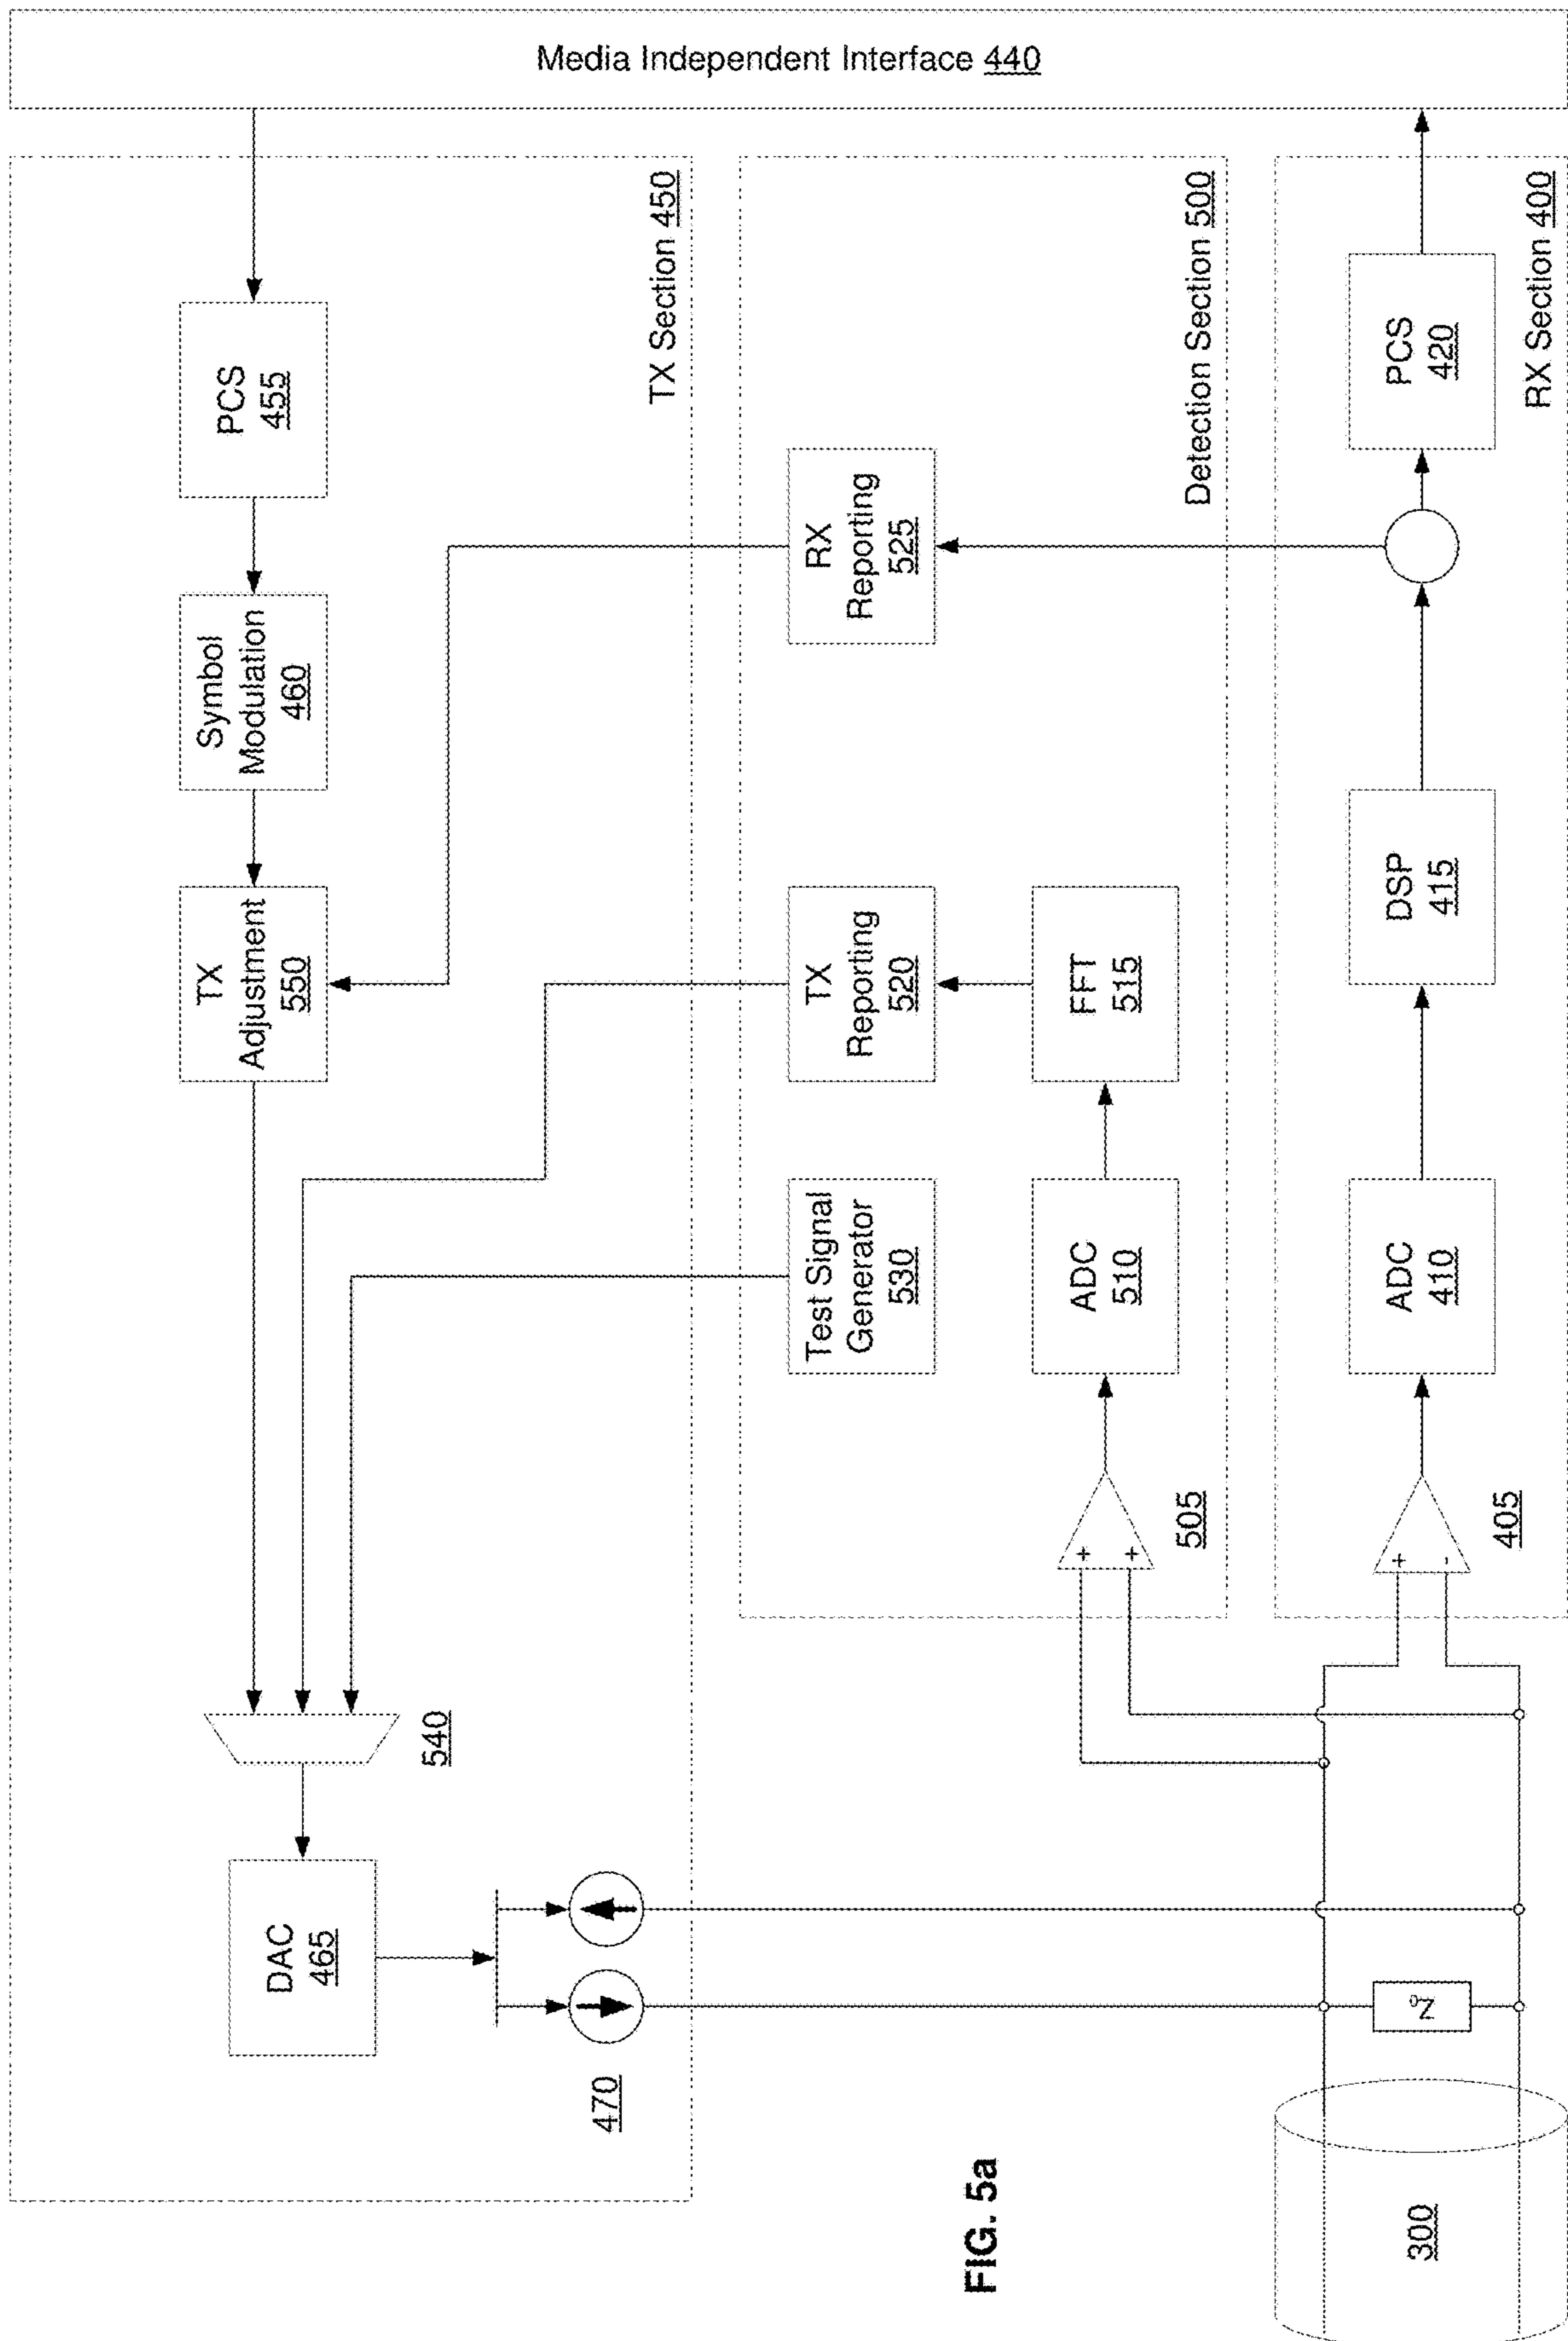 Media Independent Interface 440
TX Section 450
PCS
455
Symbol
Modulation
460
TX
Adjustment
550
540
DAC
465
470
Detection Section 500
RX
Reporting
525
TX
Reporting
520
FFT
515
Test Signal
Generator
530
ADC
510
+
+
505
RX Section 400
PCS
420
DSP
415
ADC
410
+
-
405
Z₀
300
FIG. 5a